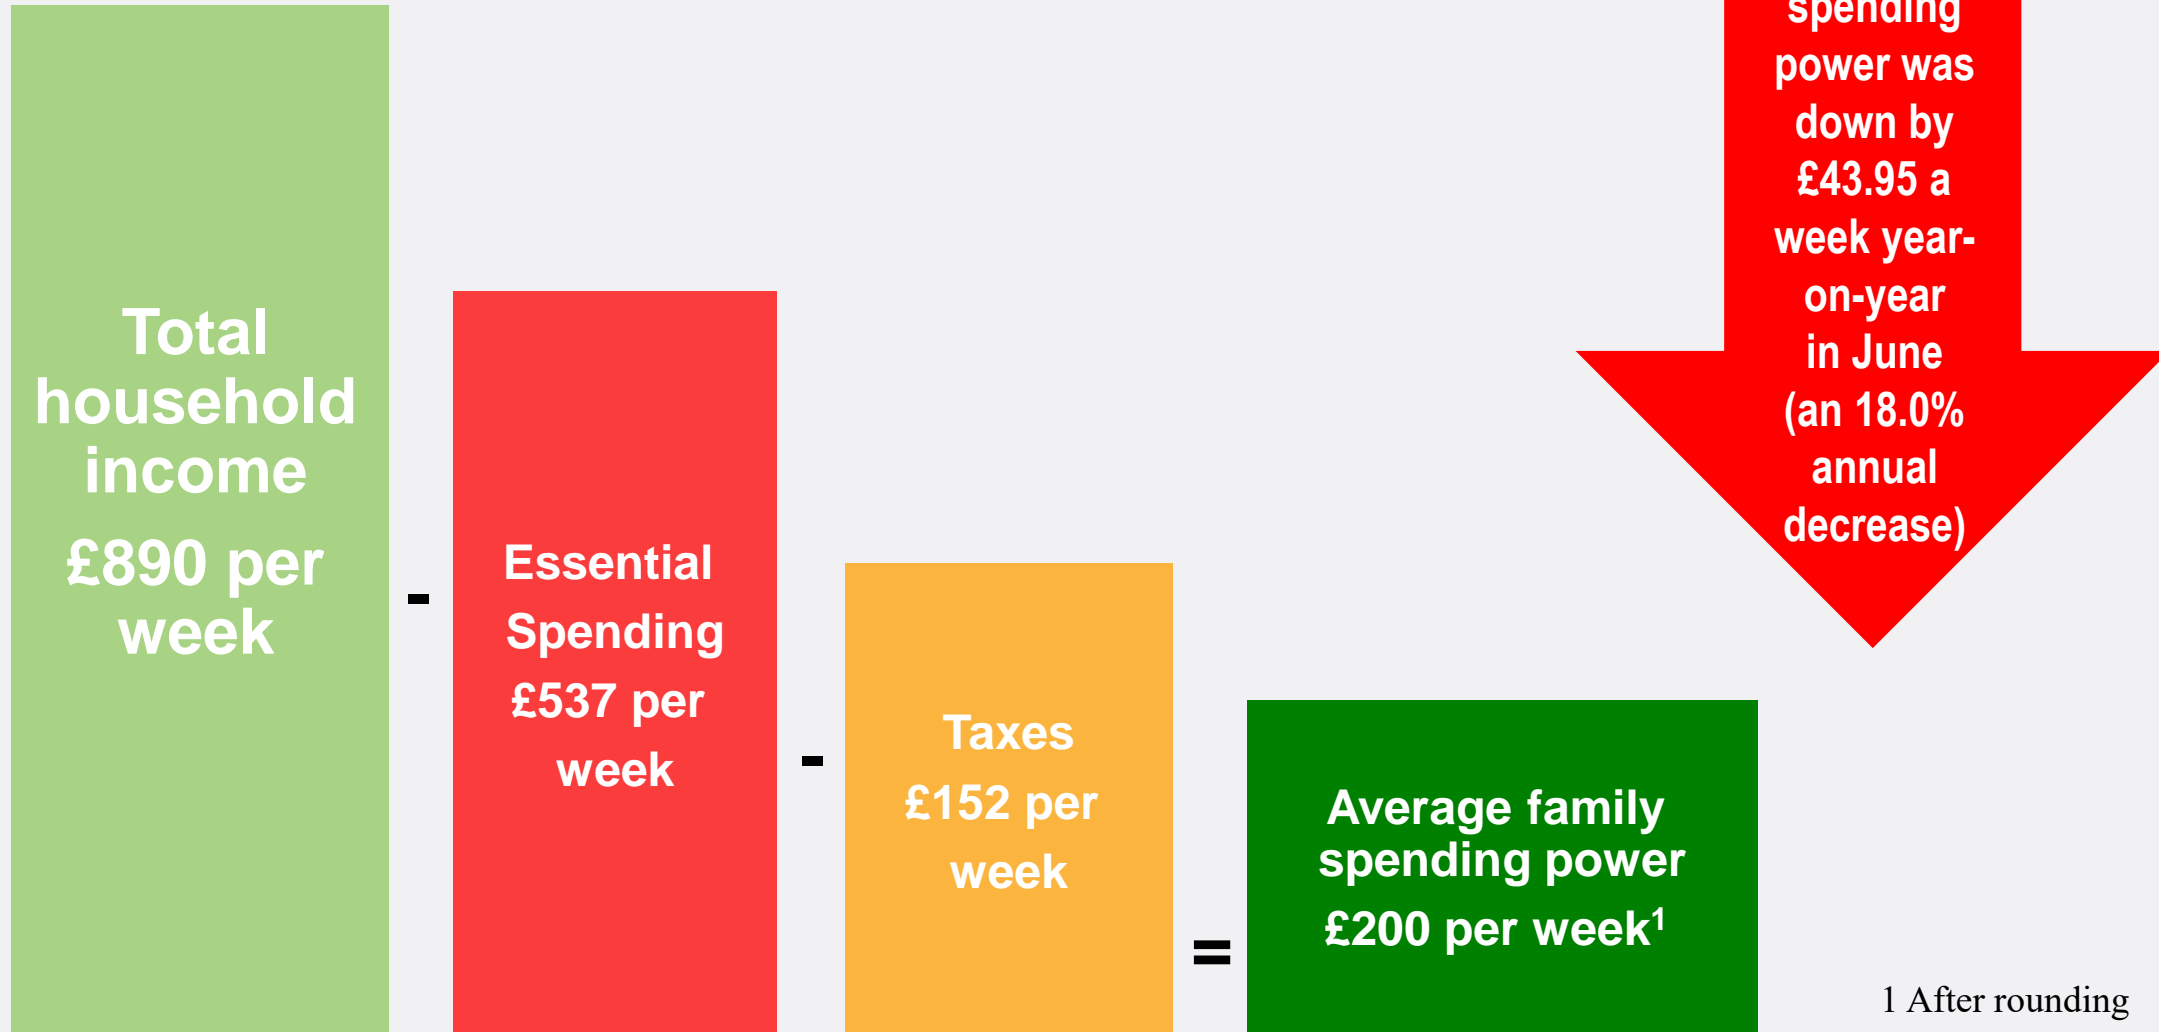 Total
household
income
£890 per
week
-
Essential
Spending
£537 per
week
-
Taxes
£152 per
week
=
Average family
spending power
£200 per week¹
spending
power was
down by
£43.95 a
week year-
on-year
in June
(an 18.0%
annual
decrease)
1 After rounding